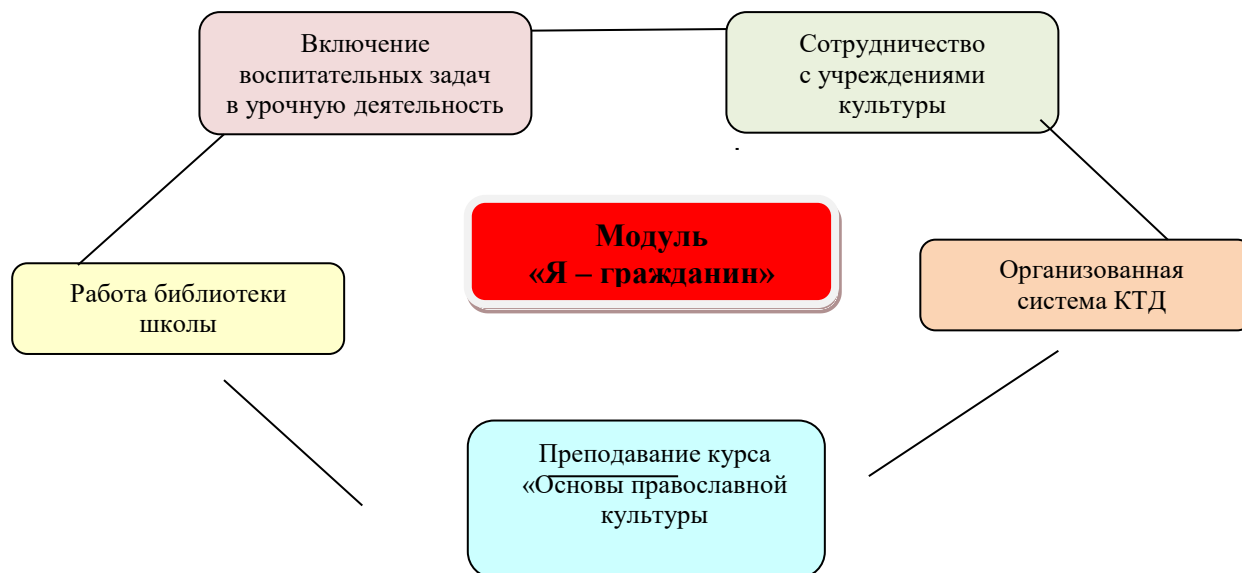 Включение
воспитательных задач
в урочную деятельность
Сотрудничество
с учреждениями
культуры
Модуль
«Я – гражданин»
Работа библиотеки
школы
Организованная
система КТД
Преподавание курса
«Основы православной
культуры